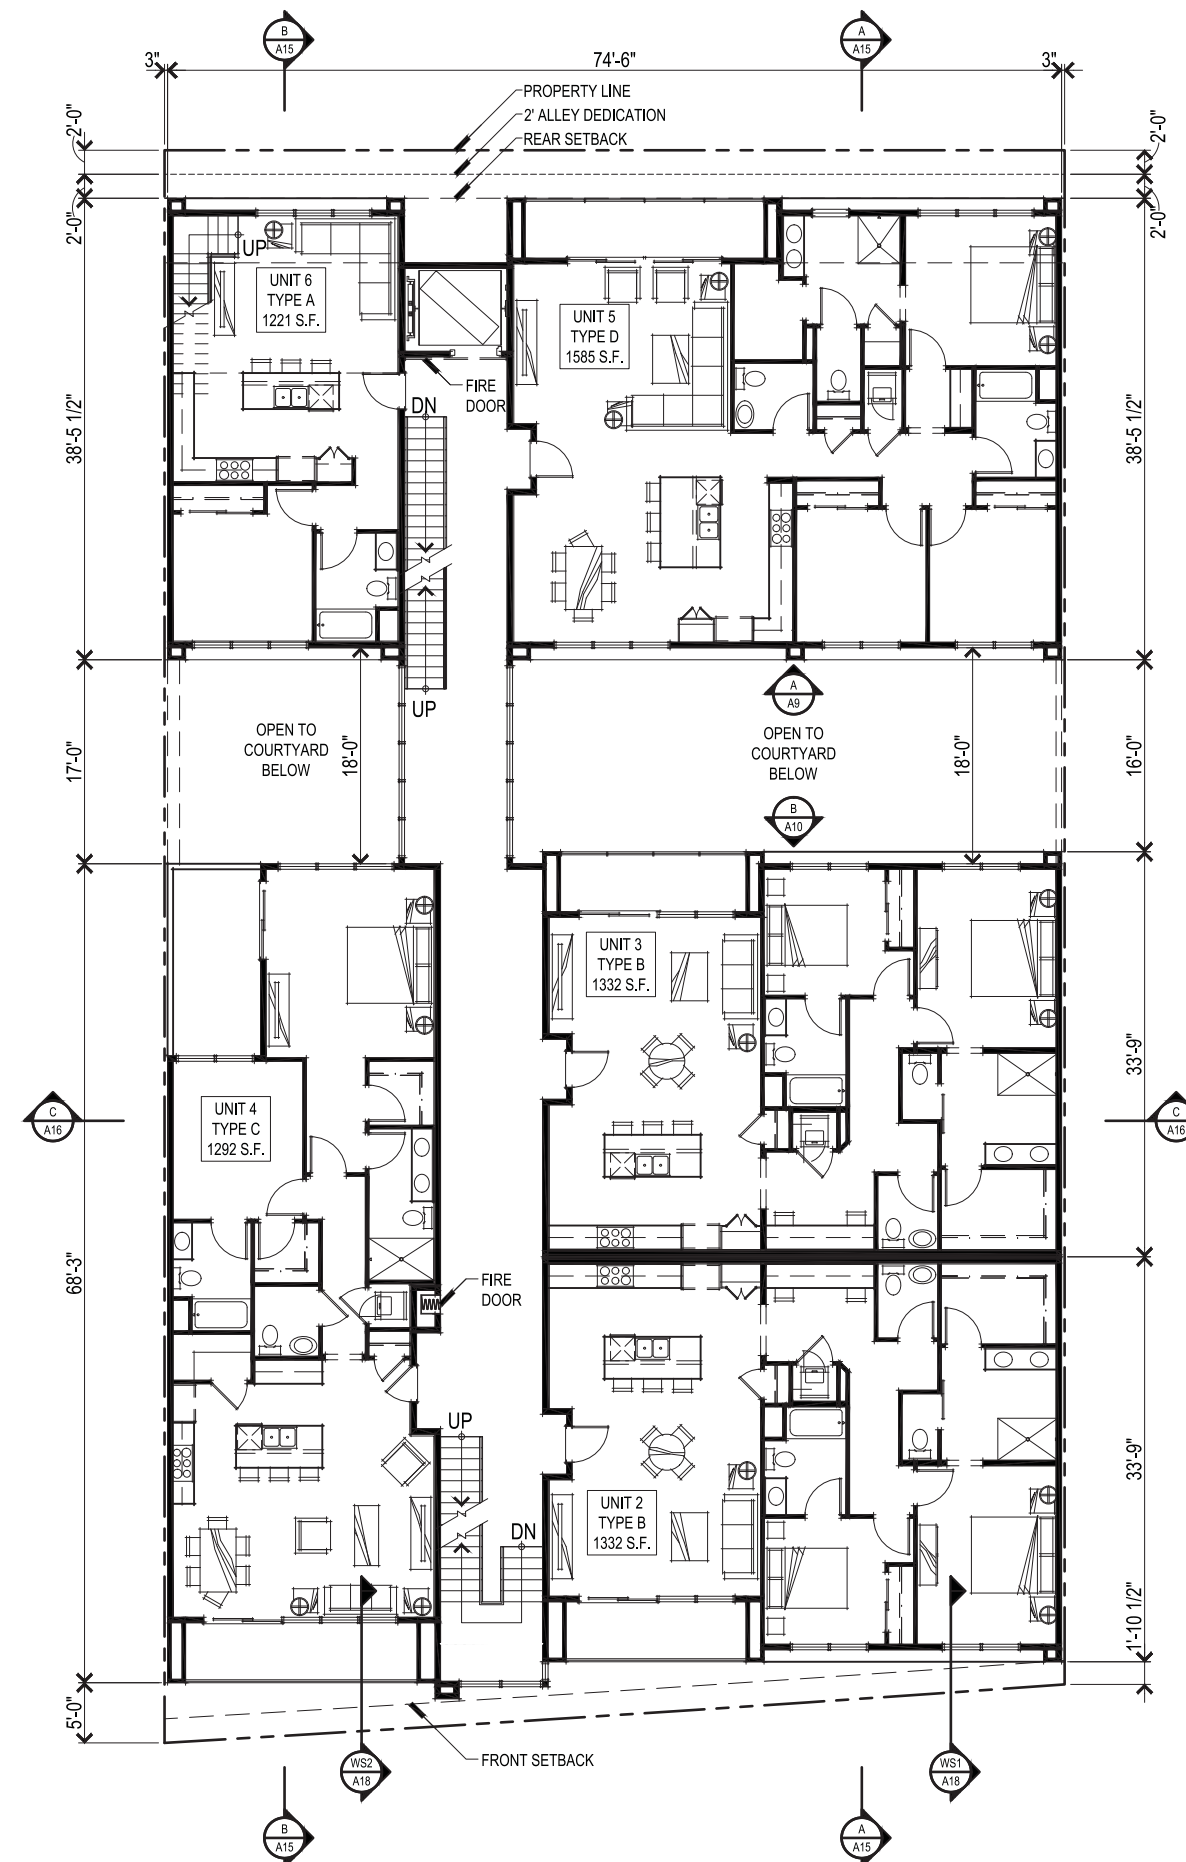 B
A15
A
A15
3"
74'-6"
3"
PROPERTY LINE
2' ALLEY DEDICATION
REAR SETBACK
2'-0"
2'-0"
2'-0"
2'-0"
UP
UNIT 6
TYPE A
1221 S.F.
UNIT 5
TYPE D
1585 S.F.
FIRE
DOOR
DN
38'-5 1/2"
38'-5 1/2"
UP
OPEN TO
COURTYARD
BELOW
18'-0"
17'-0"
A
A9
OPEN TO
COURTYARD
BELOW
B
A10
18'-0"
16'-0"
UNIT 3
TYPE B
1332 S.F.
33'-9"
C
A16
UNIT 4
TYPE C
1292 S.F.
C
A16
68'-3"
FIRE
DOOR
UP
DN
UNIT 2
TYPE B
1332 S.F.
33'-9"
1'-10 1/2"
5'-0"
FRONT SETBACK
WS2
A18
WS1
A18
B
A15
A
A15